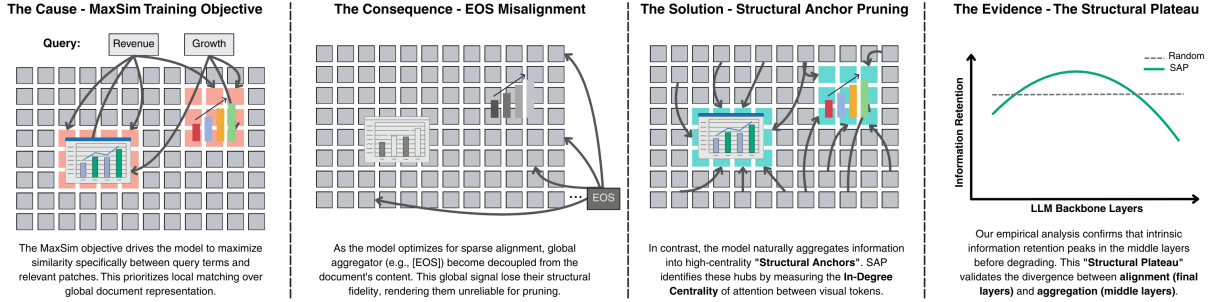 The Cause - MaxSim Training Objective
Query:
Revenue
Growth
The MaxSim objective drives the model to maximize
similarity specifically between query terms and
relevant patches. This prioritizes local matching over
global document representation.
The Consequence - EOS Misalignment
...
EOS
As the model optimizes for sparse alignment, global
aggregator (e.g., [EOS]) become decoupled from the
document's content. This global signal lose their structural
fidelity, rendering them unreliable for pruning.
The Solution - Structural Anchor Pruning
In contrast, the model naturally aggregates information
into high-centrality "Structural Anchors". SAP
identifies these hubs by measuring the In-Degree
Centrality of attention between visual tokens.
The Evidence - The Structural Plateau
Random
SAP
Information Retention
LLM Backbone Layers
Our empirical analysis confirms that intrinsic
information retention peaks in the middle layers
before degrading. This "Structural Plateau"
validates the divergence between alignment (final
layers) and aggregation (middle layers).